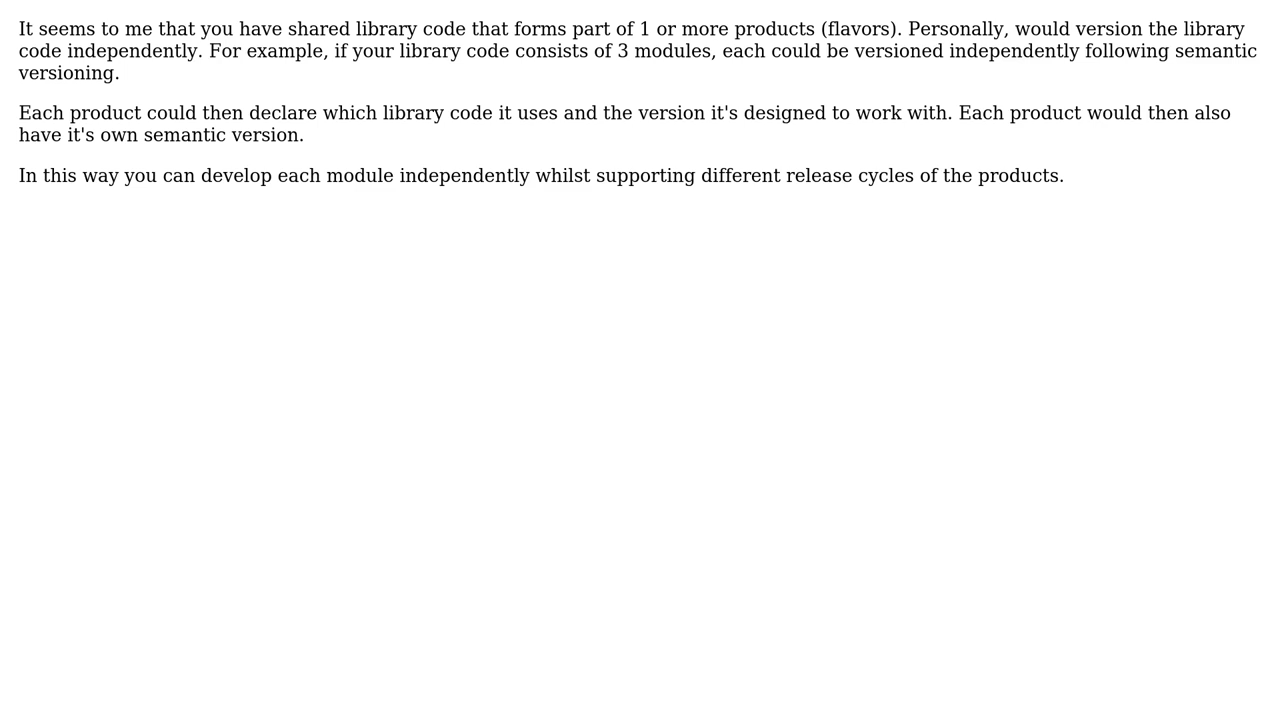 It seems to me that you have shared library code that forms part of 1 or more products (flavors). Personally, would version the library
code independently. For example, if your library code consists of 3 modules, each could be versioned independently following semantic
versioning.
Each product could then declare which library code it uses and the version it's designed to work with. Each product would then also
have it's own semantic version.
In this way you can develop each module independently whilst supporting different release cycles of the products.